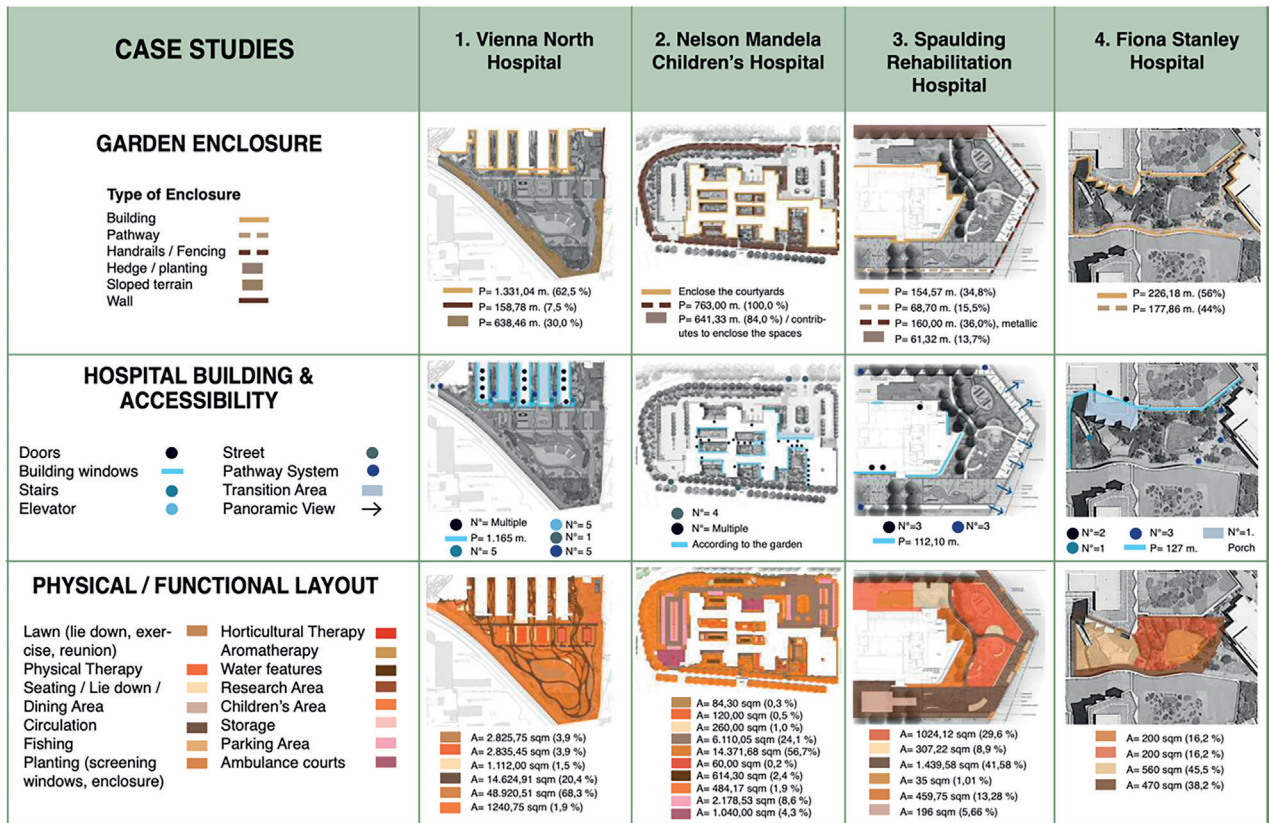 CASE STUDIES
1. Vienna North
Hospital
2. Nelson Mandela
Children's Hospital
3. Spaulding
Rehabilitation
Hospital
4. Fiona Stanley
Hospital
GARDEN ENCLOSURE
Type of Enclosure
Building
Pathway
Handrails / Fencing
Hedge / planting
Sloped terrain
Wall
P= 1.331,04 m. (62,5 %)
P= 158,78 m. (7,5 %)
P= 638,46 m. (30,0 %)
Enclose the courtyards
P= 763,00 m. (100,0 %)
P= 641,33 m. (84,0 %) / contrib-
utes to enclose the spaces
P= 154,57 m. (34,8%)
P= 68,70 m. (15,5%)
P= 160,00 m. (36,0%), metallic
P= 61,32 m. (13,7%)
P= 226,18 m. (56%)
P= 177,86 m. (44%)
HOSPITAL BUILDING &
ACCESSIBILITY
Doors
Building windows
Stairs
Elevator
Street
Pathway System
Transition Area
Panoramic View
N°= Multiple
P= 1.165 m.
N°= 5
N°= 5
N°= 1
N°= 5
N°= 4
N°= Multiple
According to the garden
N°=3 N°=3
P= 112,10 m.
N°=2 N°=3 N°=1.
N°=1 P= 127 m. Porch
PHYSICAL / FUNCTIONAL LAYOUT
Lawn (lie down, exer-
cise, reunion)
Physical Therapy
Seating / Lie down /
Dining Area
Circulation
Fishing
Planting (screening
windows, enclosure)
Horticultural Therapy
Aromatherapy
Water features
Research Area
Children's Area
Storage
Parking Area
Ambulance courts
A= 2.825,75 sqm (3,9 %)
A= 2.835,45 sqm (3,9 %)
A= 1.112,00 sqm (1,5 %)
A= 14.624,91 sqm (20,4 %)
A= 48.920,51 sqm (68,3 %)
A= 1240,75 sqm (1,9 %)
A= 84,30 sqm (0,3 %)
A= 120,00 sqm (0,5 %)
A= 260,00 sqm (1,0 %)
A= 6.110,05 sqm (24,1 %)
A= 14.371,68 sqm (56,7%)
A= 60,00 sqm (0,2 %)
A= 614,30 sqm (2,4 %)
A= 484,17 sqm (1,9 %)
A= 2.178,53 sqm (8,6 %)
A= 1.040,00 sqm (4,3 %)
A= 1024,12 sqm (29,6 %)
A= 307,22 sqm (8,9 %)
A= 1.439,58 sqm (41,58 %)
A= 35 sqm (1,01 %)
A= 459,75 sqm (13,28 %)
A= 196 sqm (5,66 %)
A= 200 sqm (16,2 %)
A= 200 sqm (16,2 %)
A= 560 sqm (45,5 %)
A= 470 sqm (38,2 %)